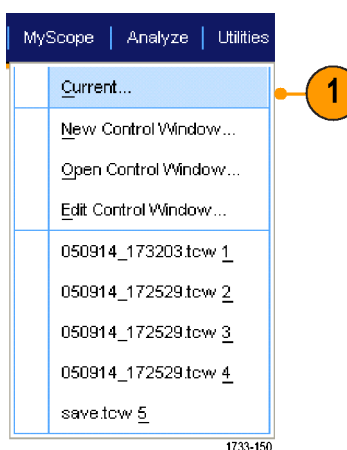 MyScope | Analyze | Utilities
Current...
1
New Control Window...
Open Control Window...
Edit Control Window...
050914_173203.tcw 1
050914_172529.tcw 2
050914_172529.tcw 3
050914_172529.tcw 4
save.tcw 5
1733-150